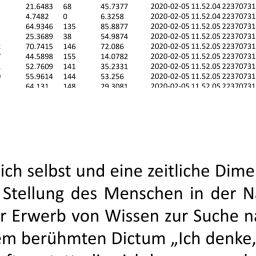 21.6483 68 45.7377 2020-02-05 11.52.04 22370731
4.7482 0 6.3258 2020-02-05 11.52.04 22370731
64.9346 135 85.8877 2020-02-05 11.52.05 22370731
25.3689 38 54.9874 2020-02-05 11.52.05 22370731
70.7415 146 72.086 2020-02-05 11.52.05 22370731
44.5898 155 14.0782 2020-02-05 11.52.05 22370731
52.7609 141 35.2331 2020-02-05 11.52.05 22370731
55.9614 144 53.256 2020-02-05 11.52.05 22370731
64.131 148 29.3081 2020-02-05 11.52.05 22370731
ich selbst und eine zeitliche Dime
Stellung des Menschen in der Na
r Erwerb von Wissen zur Suche na
em berühmten Dictum „Ich denke,